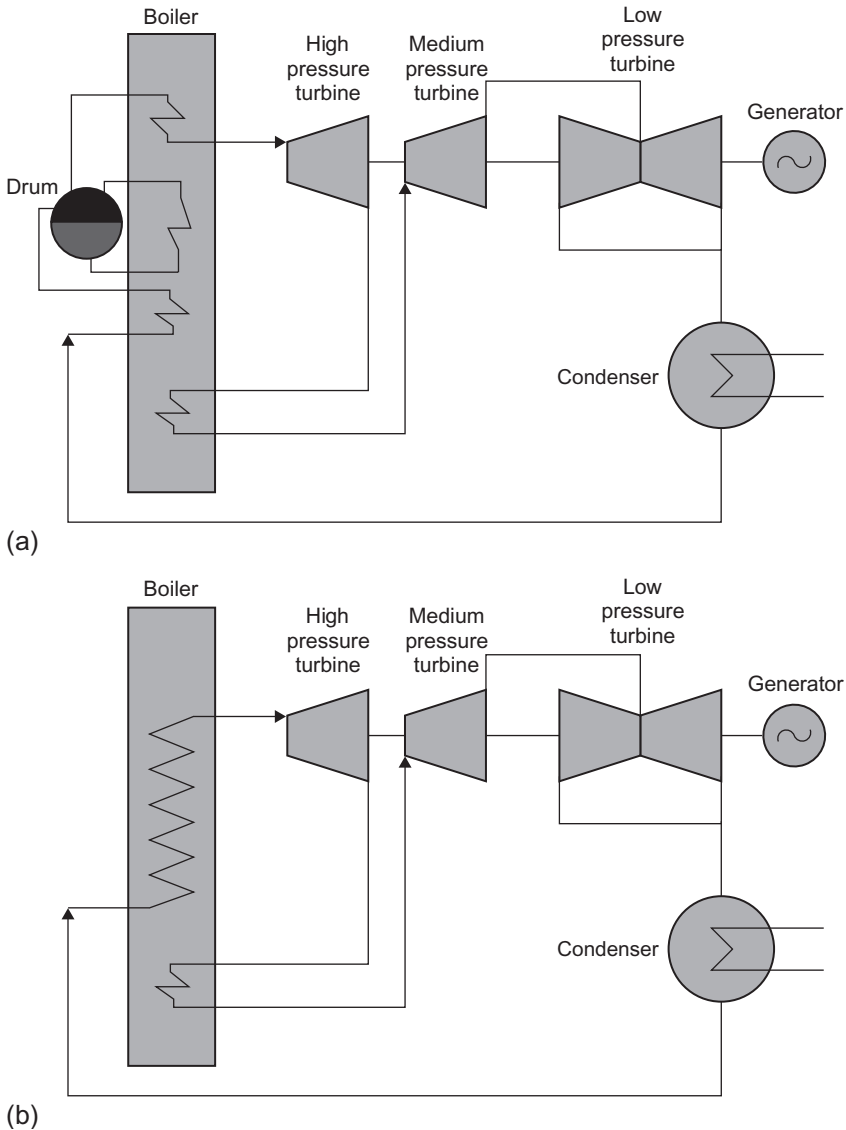 Boiler
High
pressure
turbine
Medium
pressure
turbine
Low
pressure
turbine
Generator
Drum
Condenser
(a)
Boiler
High
pressure
turbine
Medium
pressure
turbine
Low
pressure
turbine
Generator
Condenser
(b)